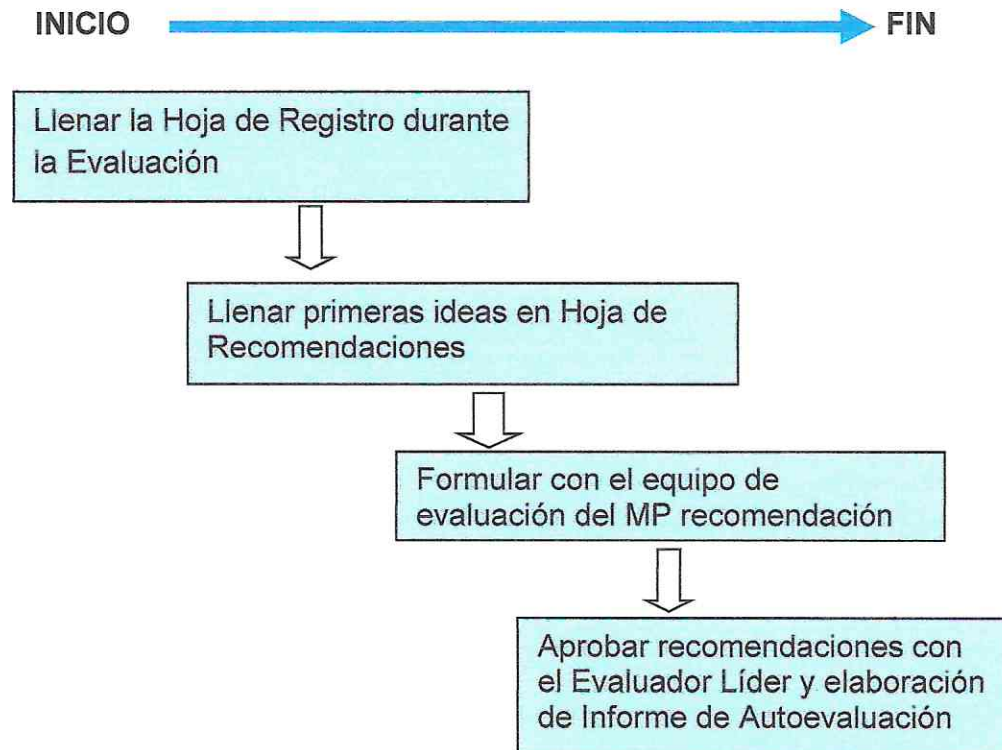 INICIO FIN
Llenar la Hoja de Registro durante
la Evaluación
Llenar primeras ideas en Hoja de
Recomendaciones
Formular con el equipo de
evaluación del MP recomendación
Aprobar recomendaciones con
el Evaluador Líder y elaboración
de Informe de Autoevaluación